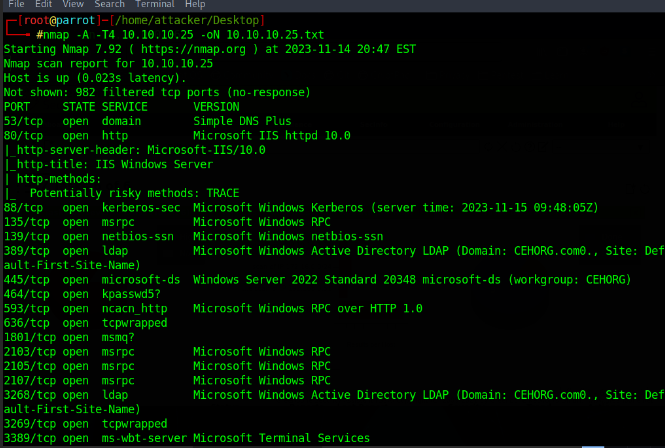 File Edit View Search Terminal Help
[root@parrot]─[/home/attacker/Desktop]
#nmap -A -T4 10.10.10.25 -oN 10.10.10.25.txt
Starting Nmap 7.92 ( https://nmap.org ) at 2023-11-14 20:47 EST
Nmap scan report for 10.10.10.25
Host is up (0.023s latency).
Not shown: 982 filtered tcp ports (no-response)
PORT     STATE SERVICE       VERSION
53/tcp   open  domain        Simple DNS Plus
80/tcp   open  http          Microsoft IIS httpd 10.0
|_http-server-header: Microsoft-IIS/10.0
|_http-title: IIS Windows Server
| http-methods:
|_  Potentially risky methods: TRACE
88/tcp   open  kerberos-sec  Microsoft Windows Kerberos (server time: 2023-11-15 09:48:05Z)
135/tcp  open  msrpc         Microsoft Windows RPC
139/tcp  open  netbios-ssn   Microsoft Windows netbios-ssn
389/tcp  open  ldap          Microsoft Windows Active Directory LDAP (Domain: CEHORG.com0., Site: Def
ault-First-Site-Name)
445/tcp  open  microsoft-ds  Windows Server 2022 Standard 20348 microsoft-ds (workgroup: CEHORG)
464/tcp  open  kpasswd5?
593/tcp  open  ncacn_http    Microsoft Windows RPC over HTTP 1.0
636/tcp  open  tcpwrapped
1801/tcp open  msmq?
2103/tcp open  msrpc         Microsoft Windows RPC
2105/tcp open  msrpc         Microsoft Windows RPC
2107/tcp open  msrpc         Microsoft Windows RPC
3268/tcp open  ldap          Microsoft Windows Active Directory LDAP (Domain: CEHORG.com0., Site: Def
ault-First-Site-Name)
3269/tcp open  tcpwrapped
3389/tcp open  ms-wbt-server Microsoft Terminal Services